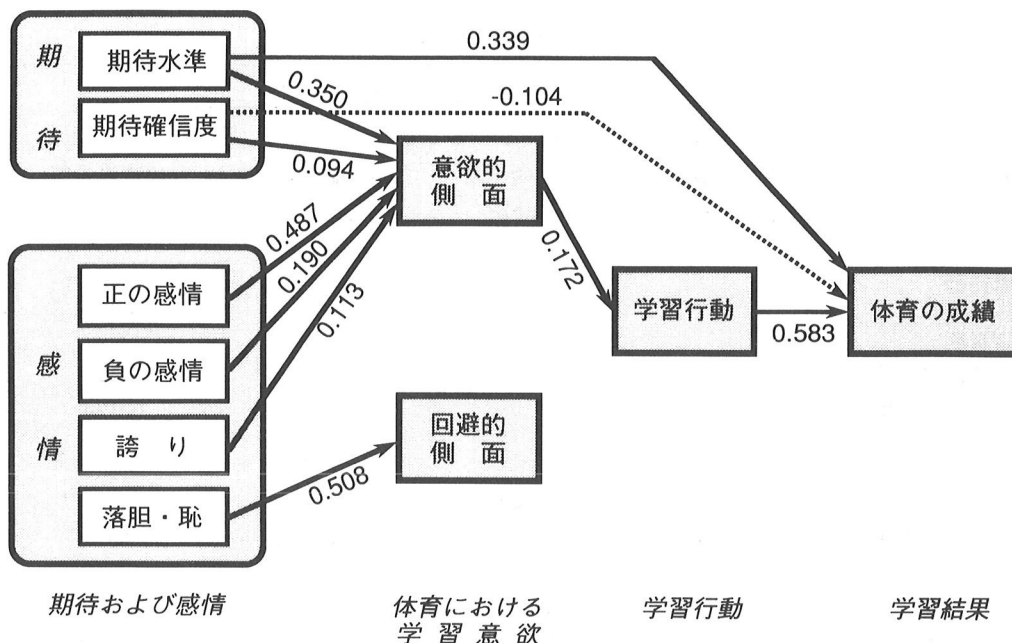 期
待
期待水準
期待確信度
0.339
0.350
-0.104
0.094
意欲的
側　面
0.487
0.190
0.113
0.172
感
情
正の感情
負の感情
誇　り
落胆・恥
0.508
回避的
側　面
学習行動
0.583
体育の成績
期待および感情
体育における
学 習 意 欲
学習行動
学習結果